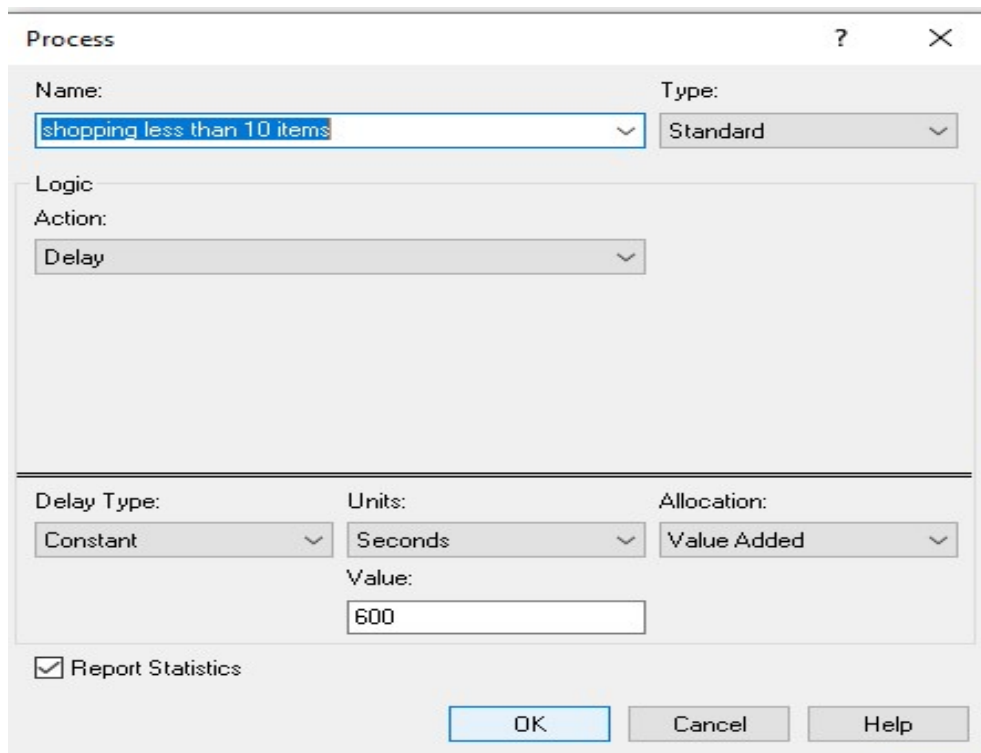 Process ?
Name: Type:
shopping less than 10 items Standard
Logic
Action:
Delay
Delay Type: Units: Allocation:
Constant Seconds Value Added
Value:
600
Report Statistics
OK Cancel Help